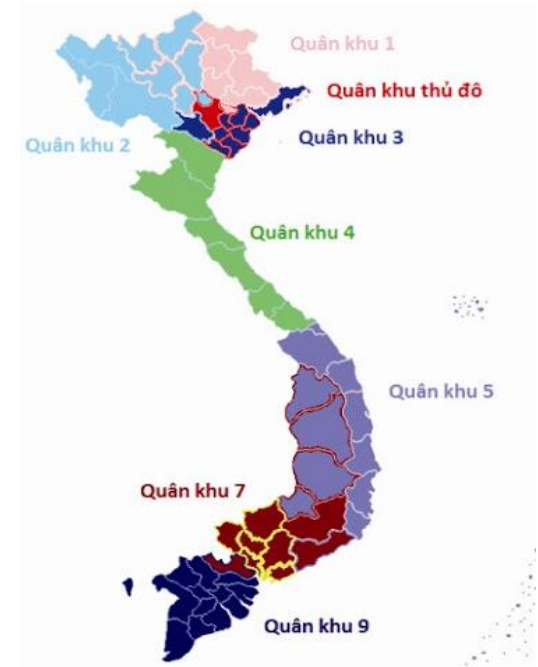 Quân khu 1
Quân khu thủ đô
Quân khu 3
Quân khu 2
Quân khu 4
Quân khu 5
Quân khu 7
Quân khu 9